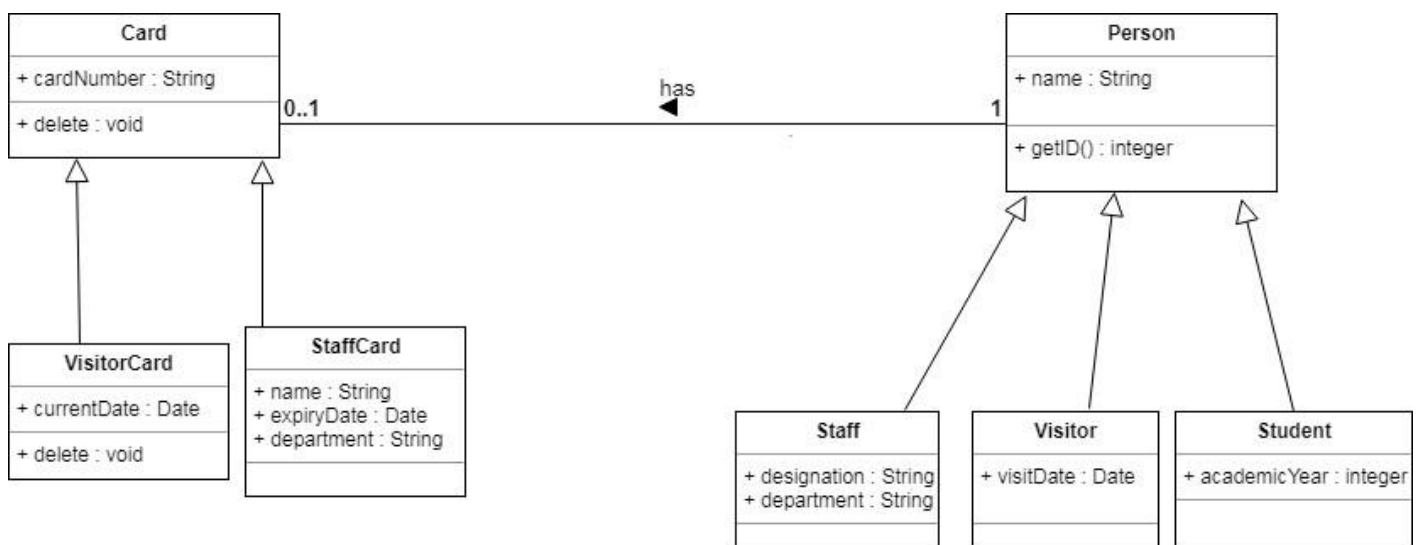 Card
+ cardNumber : String
+ delete : void
0..1
has
1
Person
+ name : String
+ getID() : integer
VisitorCard
+ currentDate : Date
+ delete : void
StaffCard
+ name : String
+ expiryDate : Date
+ department : String
Staff
+ designation : String
+ department : String
Visitor
+ visitDate : Date
Student
+ academicYear : integer